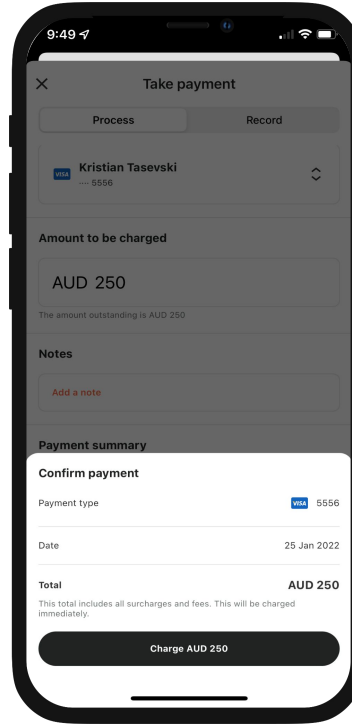 9:49
Take payment
Process Record
VISA Kristian Tasevski
···· 5556
Amount to be charged
AUD 250
The amount outstanding is AUD 250
Notes
Add a note
Payment summary
Confirm payment
Payment type VISA 5556
Date 25 Jan 2022
Total AUD 250
This total includes all surcharges and fees. This will be charged
immediately.
Charge AUD 250